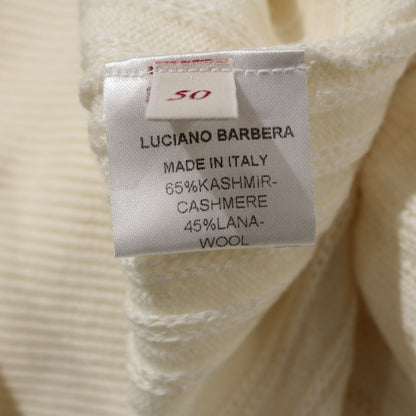 50
LUCIANO BARBERA
MADE IN ITALY
65%KASHMIR-
CASHMERE
45%LANA-
WOOL